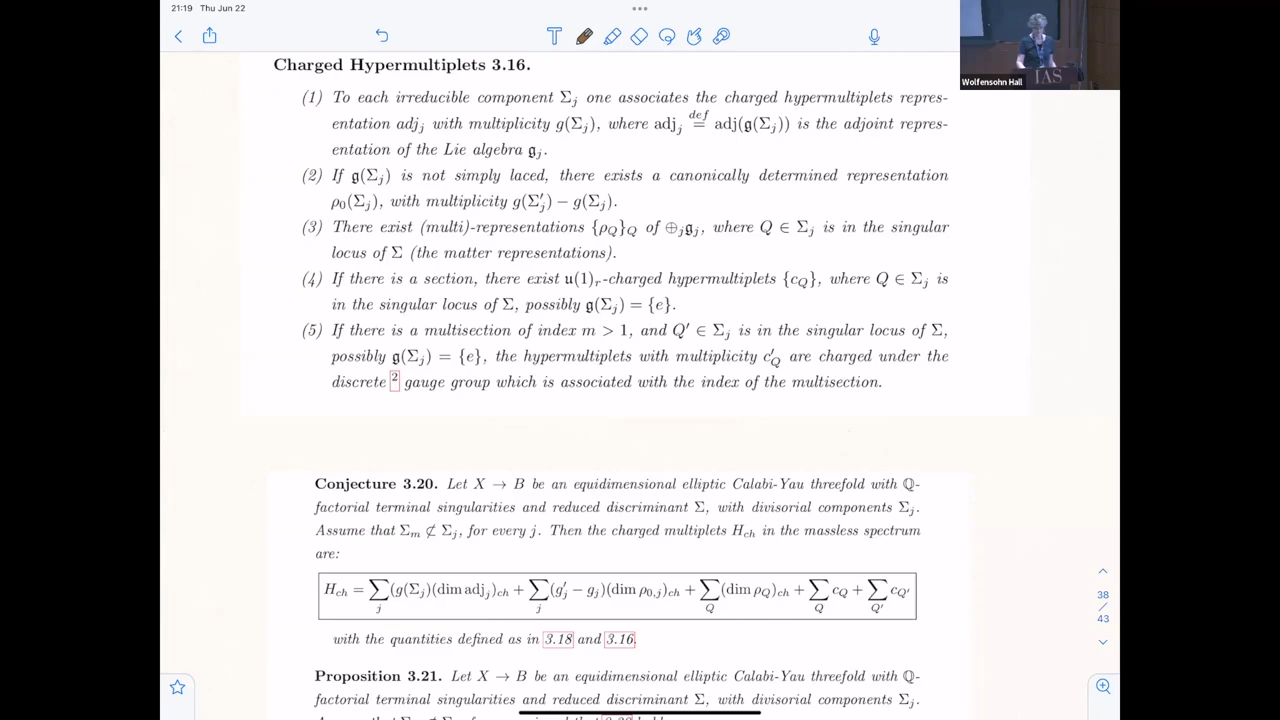 21:19 Thu Jun 22
Wolfensohn Hall
IAS
Charged Hypermultiplets 3.16.
(1) To each irreducible component Σ_j one associates the charged hypermultiplets repres-
entation adj_j with multiplicity g(Σ_j), where adj_j \overset{def}{=} adj(𝔤(Σ_j)) is the adjoint repres-
entation of the Lie algebra 𝔤_j.
(2) If 𝔤(Σ_j) is not simply laced, there exists a canonically determined representation
ρ_0(Σ_j), with multiplicity g(Σ'_j) − g(Σ_j).
(3) There exist (multi)-representations {ρ_Q}_Q of ⊕_j𝔤_j, where Q ∈ Σ_j is in the singular
locus of Σ (the matter representations).
(4) If there is a section, there exist 𝔲(1)_r-charged hypermultiplets {c_Q}, where Q ∈ Σ_j is
in the singular locus of Σ, possibly 𝔤(Σ_j) = {e}.
(5) If there is a multisection of index m > 1, and Q′ ∈ Σ_j is in the singular locus of Σ,
possibly 𝔤(Σ_j) = {e}, the hypermultiplets with multiplicity c'_Q are charged under the
discrete 2 gauge group which is associated with the index of the multisection.
Conjecture 3.20. Let X → B be an equidimensional elliptic Calabi-Yau threefold with ℚ-
factorial terminal singularities and reduced discriminant Σ, with divisorial components Σ_j.
Assume that Σ_m ⊄ Σ_j, for every j. Then the charged multiplets H_ch in the massless spectrum
are:
H_ch = ∑_j (g(Σ_j)(dim adj_j)_ch + ∑_j (g'_j − g_j)(dim ρ_{0,j})_ch + ∑_Q (dim ρ_Q)_ch + ∑_Q c_Q + ∑_{Q′} c_{Q′}
with the quantities defined as in 3.18 and 3.16.
Proposition 3.21. Let X → B be an equidimensional elliptic Calabi-Yau threefold with ℚ-
factorial terminal singularities and reduced discriminant Σ, with divisorial components Σ_j.
38
/
43